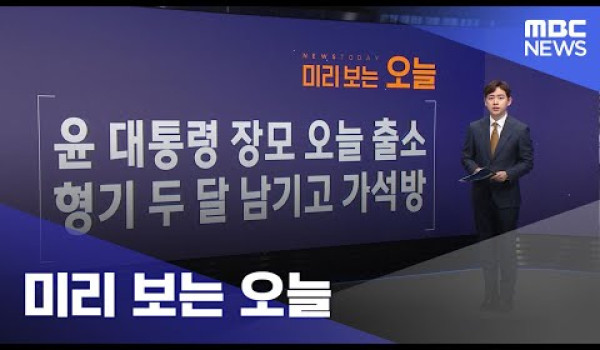 MBC
NEWS
NEWSTODAY
미리 보는 오늘
윤 대통령 장모 오늘 출소
형기 두 달 남기고 가석방
미리 보는 오늘